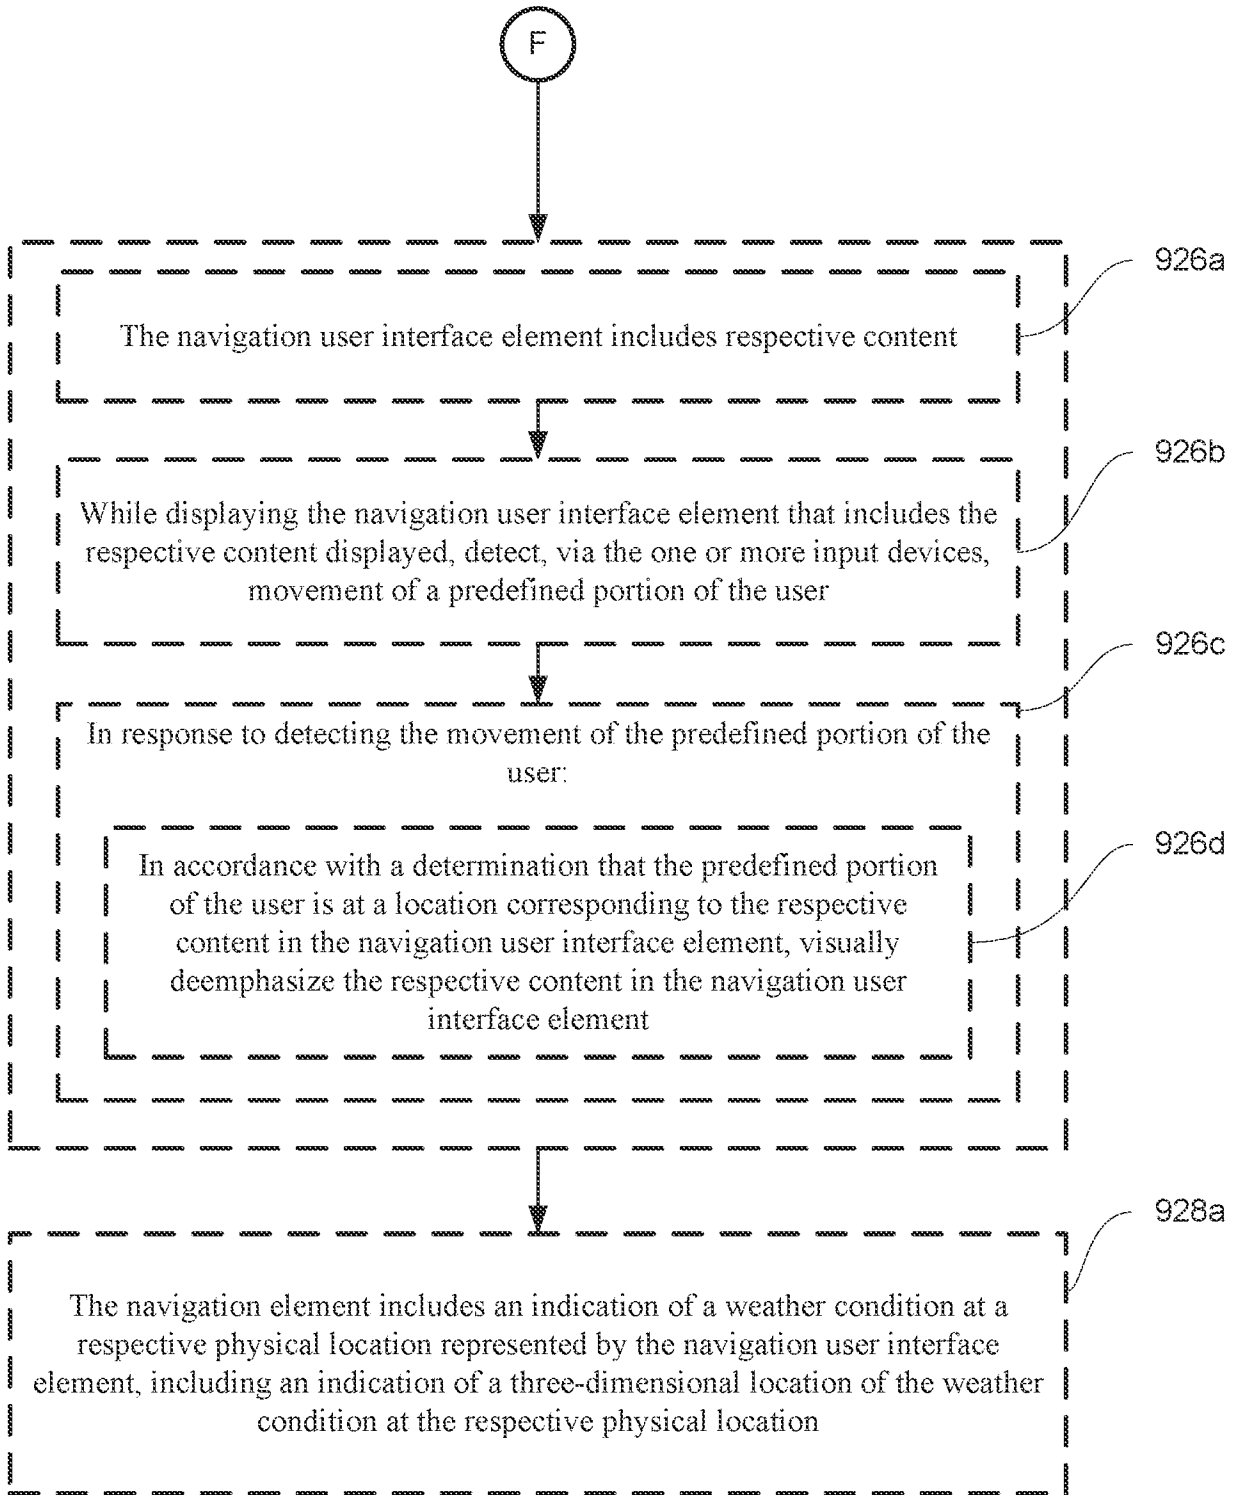 F
926a
The navigation user interface element includes respective content
926b
While displaying the navigation user interface element that includes the
respective content displayed, detect, via the one or more input devices,
movement of a predefined portion of the user
926c
In response to detecting the movement of the predefined portion of the
user:
926d
In accordance with a determination that the predefined portion
of the user is at a location corresponding to the respective
content in the navigation user interface element, visually
deemphasize the respective content in the navigation user
interface element
928a
The navigation element includes an indication of a weather condition at a
respective physical location represented by the navigation user interface
element, including an indication of a three-dimensional location of the weather
condition at the respective physical location